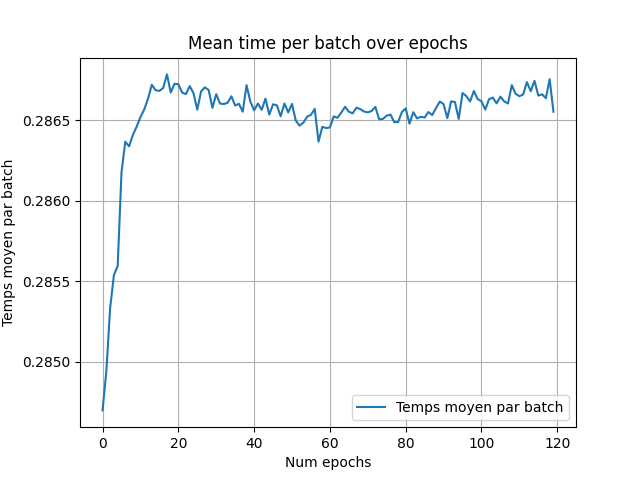 Mean time per batch over epochs
Temps moyen par batch
0.2865
0.2860
0.2855
0.2850
Temps moyen par batch
0 20 40 60 80 100 120
Num epochs